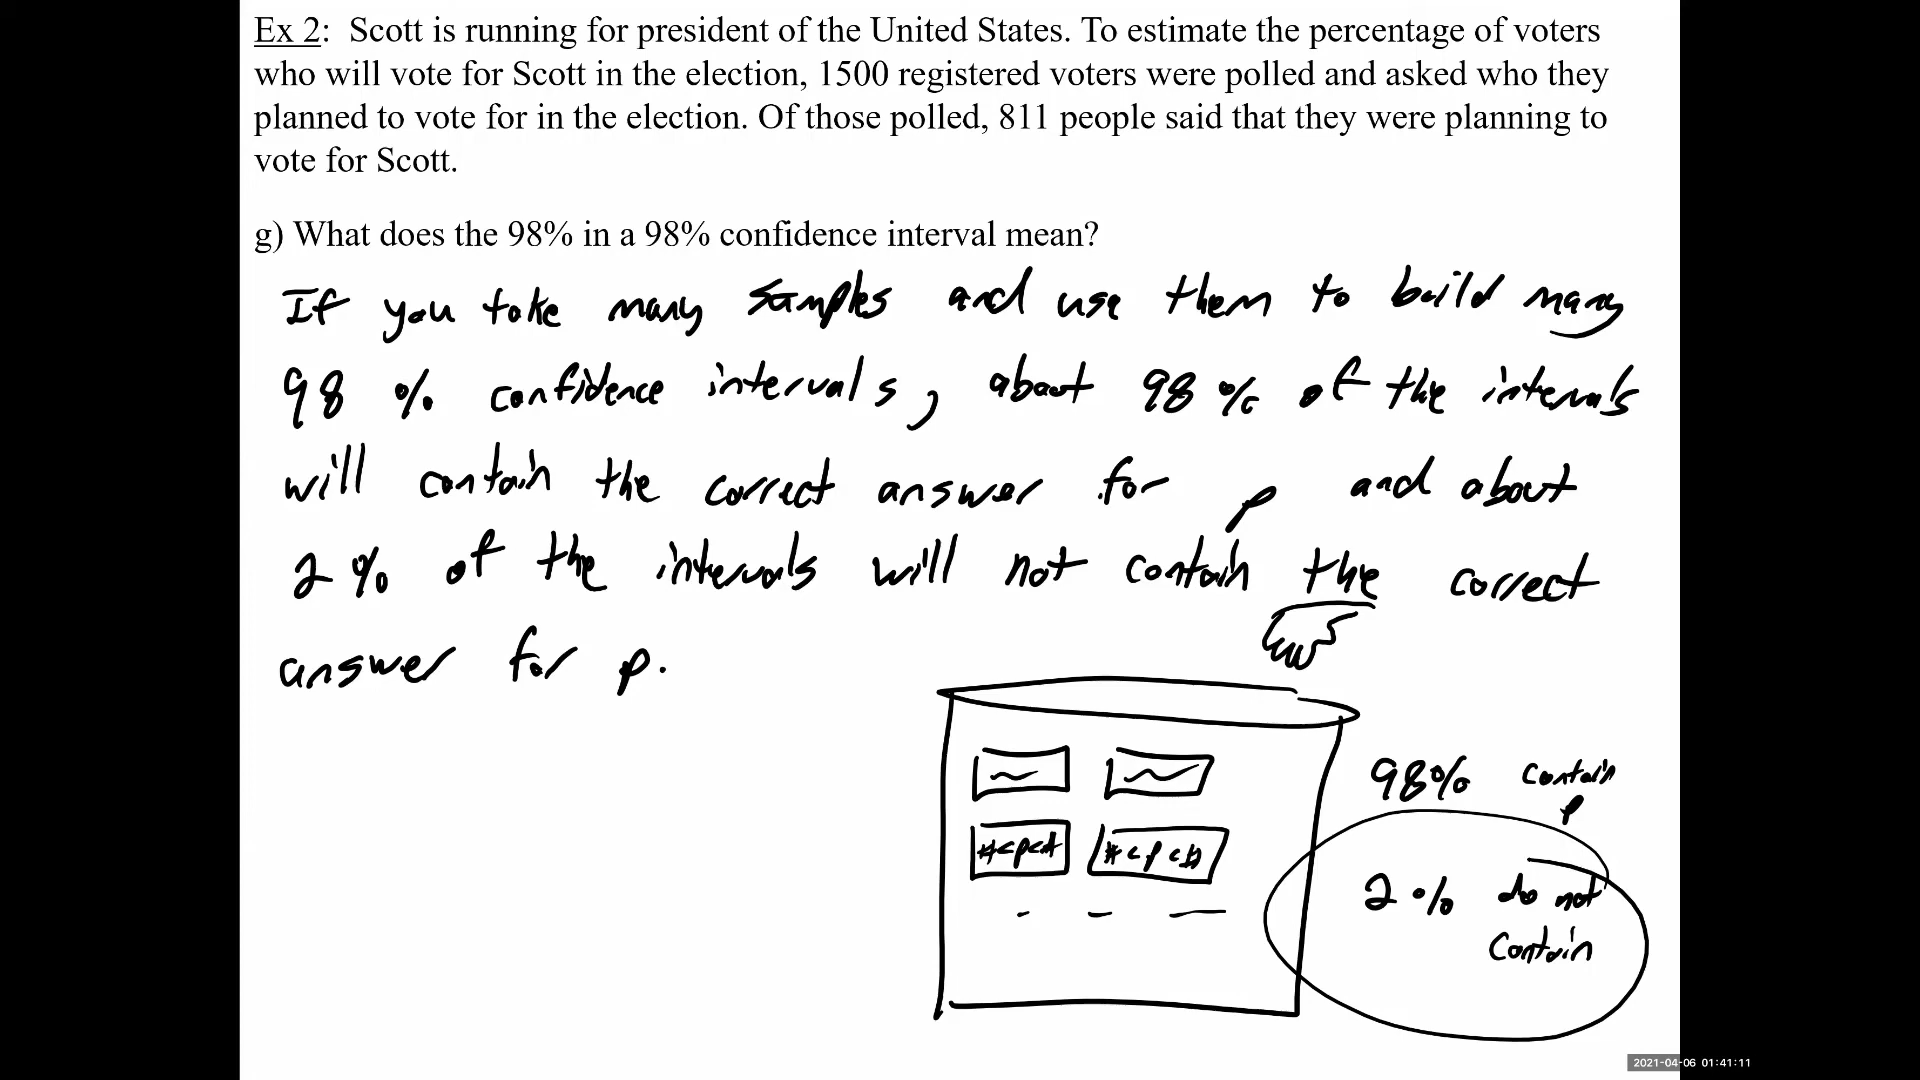 Ex 2: Scott is running for president of the United States. To estimate the percentage of voters
who will vote for Scott in the election, 1500 registered voters were polled and asked who they
planned to vote for in the election. Of those polled, 811 people said that they were planning to
vote for Scott.
g) What does the 98% in a 98% confidence interval mean?
If you take many samples and use them to build many
98 % confidence intervals, about 98 % of the intervals
will contain the correct answer for p and about
2 % of the intervals will not contain the correct
answer for p.
98% contain
p
#<p<# #<p<#
2 % do not
contain
2021-04-06 01:41:11